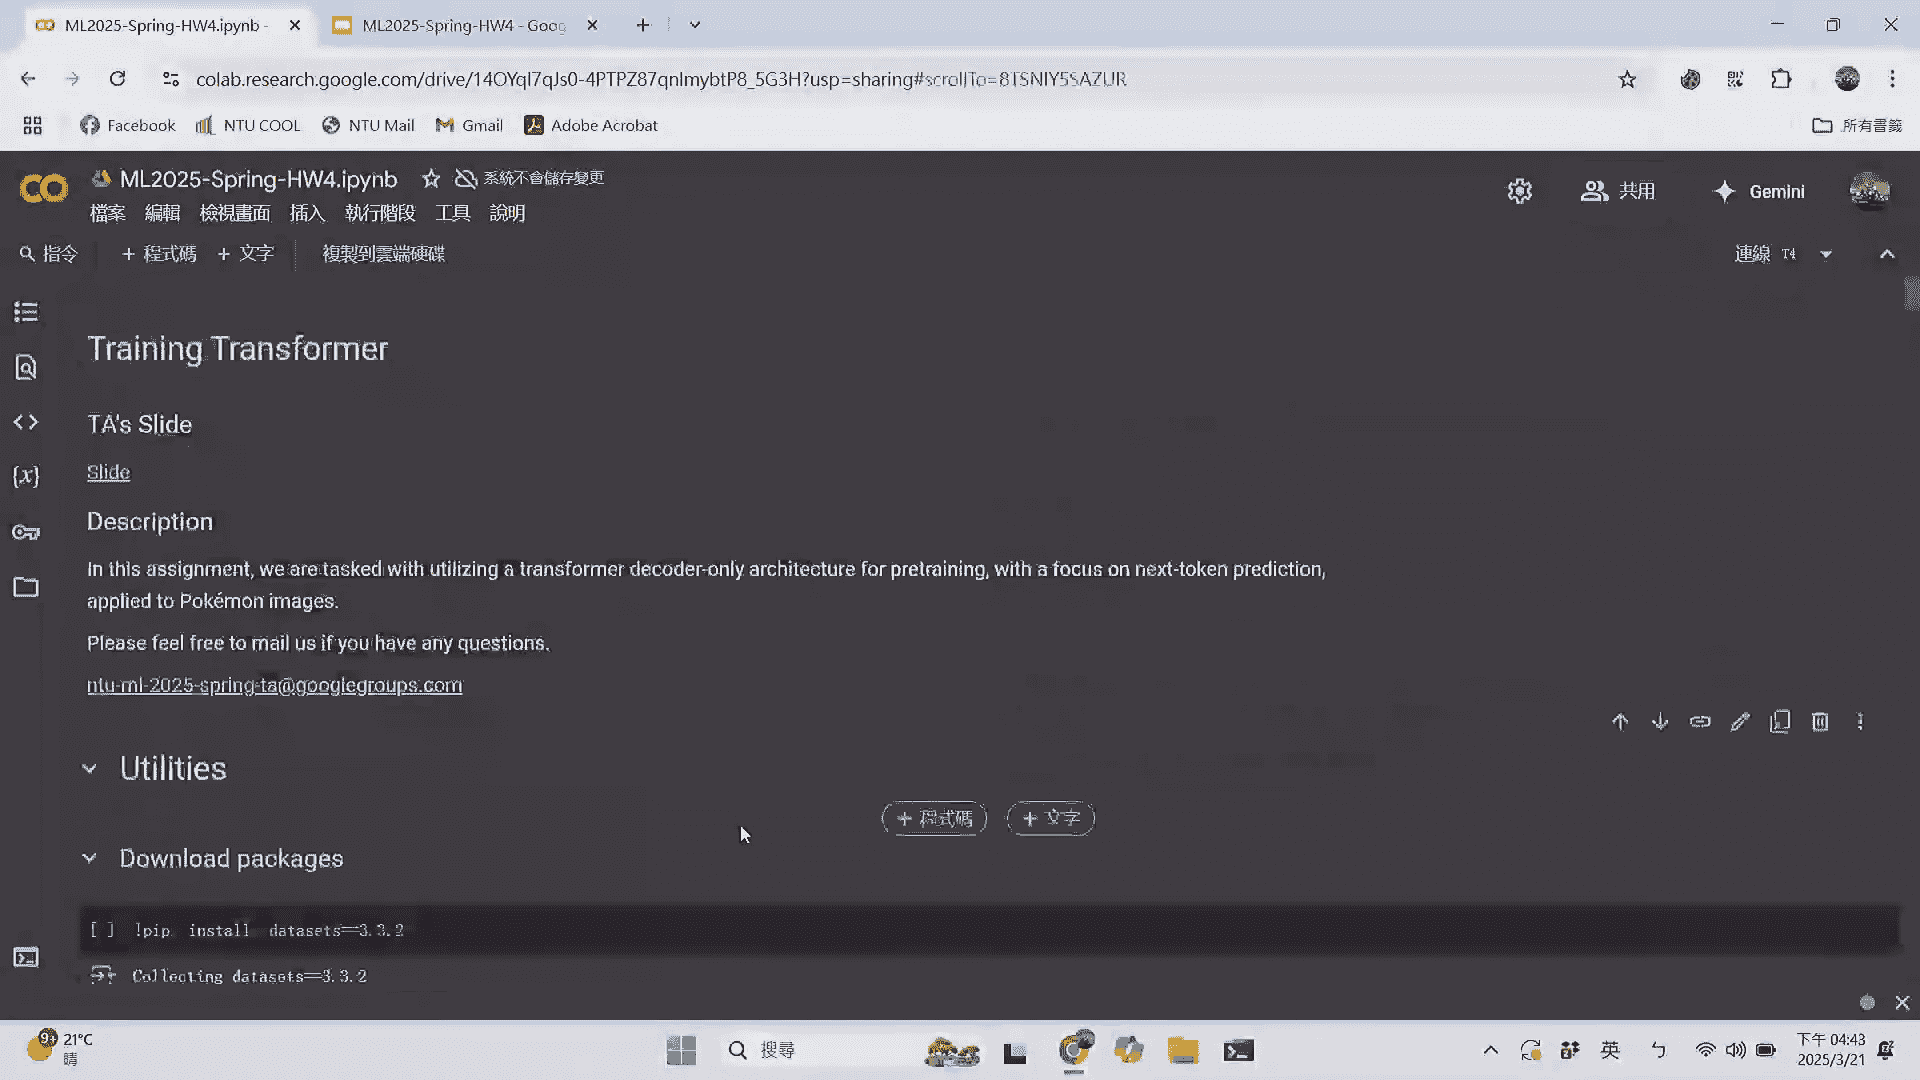 ML2025-Spring-HW4.ipynb -
ML2025-Spring-HW4 - Goog
colab.research.google.com/drive/14OYql7qJs0-4PTPZ87qnlmybtP8_5G3H?usp=sharing#scrollTo=8TSNIY5SAZUR
Facebook
NTU COOL
NTU Mail
Gmail
Adobe Acrobat
所有書籤
CO
ML2025-Spring-HW4.ipynb
系統不會儲存變更
檔案 編輯 檢視畫面 插入 執行階段 工具 說明
共用
Gemini
指令
+ 程式碼
+ 文字
複製到雲端硬碟
連線 T4
Training Transformer
TA's Slide
Slide
Description
In this assignment, we are tasked with utilizing a transformer decoder-only architecture for pretraining, with a focus on next-token prediction,
applied to Pokémon images.
Please feel free to mail us if you have any questions.
ntu-ml-2025-spring-ta@googlegroups.com
Utilities
+ 程式碼
+ 文字
Download packages
[ ] !pip install datasets==3.3.2
Collecting datasets==3.3.2
9+
21°C
晴
搜尋
英
ㄅ
下午 04:43
2025/3/21